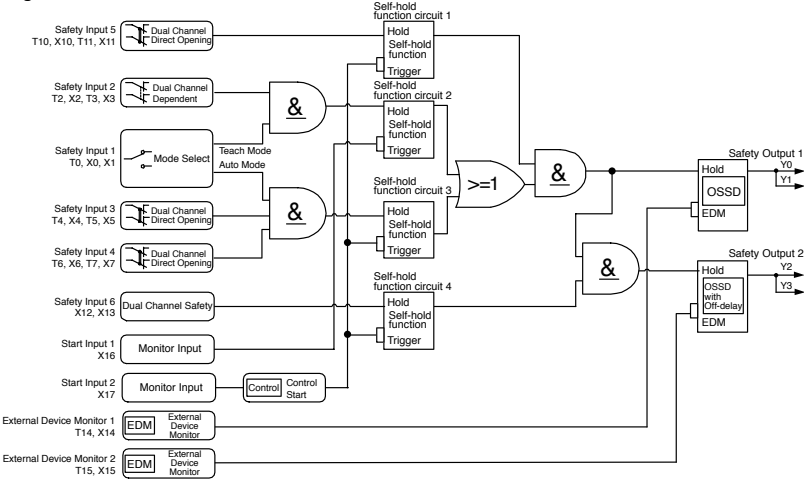 Safety Input 5
T10, X10, T11, X11
Dual Channel
Direct Opening
Self-hold
function circuit 1
Hold
Self-hold
function
Trigger
Safety Input 2
T2, X2, T3, X3
Dual Channel
Dependent
&
Self-hold
function circuit 2
Hold
Self-hold
function
Trigger
Safety Input 1
T0, X0, X1
Mode Select
Teach Mode
Auto Mode
>=1
&
Safety Output 1
Hold
OSSD
EDM
Y0
Y1
Safety Input 3
T4, X4, T5, X5
Dual Channel
Direct Opening
&
Self-hold
function circuit 3
Hold
Self-hold
function
Trigger
Safety Input 4
T6, X6, T7, X7
Dual Channel
Direct Opening
&
Safety Output 2
Hold
OSSD
with
Off-delay
EDM
Y2
Y3
Safety Input 6
X12, X13
Dual Channel Safety
Self-hold
function circuit 4
Hold
Self-hold
function
Trigger
Start Input 1
X16
Monitor Input
Start Input 2
X17
Monitor Input
Control
Control
Start
External Device Monitor 1
T14, X14
EDM
External
Device
Monitor
External Device Monitor 2
T15, X15
EDM
External
Device
Monitor